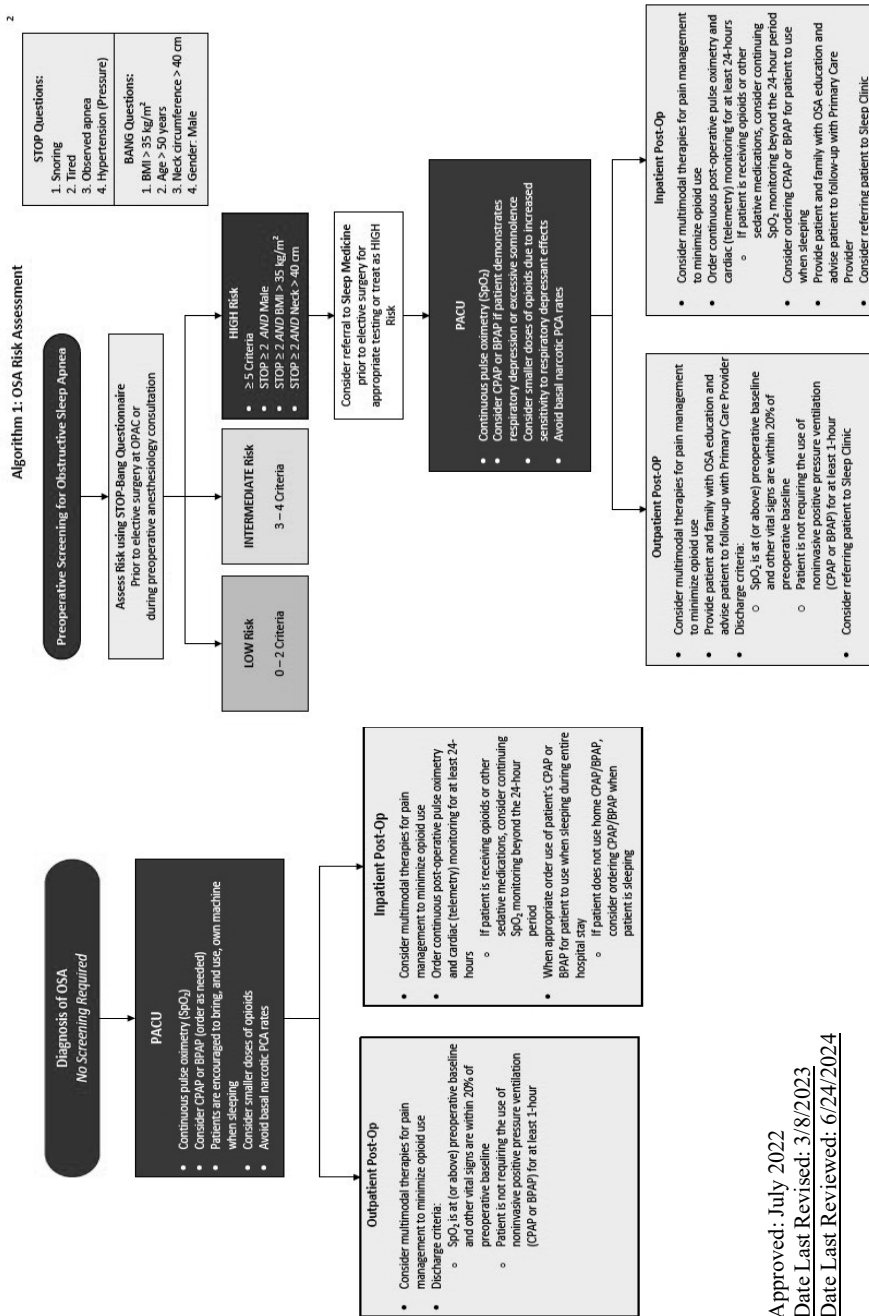 2
Algorithm 1: OSA Risk Assessment
Diagnosis of OSA
No Screening Required
PACU
• Continuous pulse oximetry (SpO₂)
• Consider CPAP or BPAP (order as needed)
• Patients are encouraged to bring, and use, own machine
when sleeping
• Consider smaller doses of opioids
• Avoid basal narcotic PCA rates
Outpatient Post-Op
• Consider multimodal therapies for pain
management to minimize opioid use
• Discharge criteria:
○ SpO₂ is at (or above) preoperative baseline
and other vital signs are within 20% of
preoperative baseline
○ Patient is not requiring the use of
noninvasive positive pressure ventilation
(CPAP or BPAP) for at least 1-hour
Inpatient Post-Op
• Consider multimodal therapies for pain
management to minimize opioid use
• Order continuous post-operative pulse oximetry
and cardiac (telemetry) monitoring for at least 24-
hours
○ If patient is receiving opioids or other
sedative medications, consider continuing
SpO₂ monitoring beyond the 24-hour
period
• When appropriate order use of patient's CPAP or
BPAP for patient to use when sleeping during entire
hospital stay
○ If patient does not use home CPAP/BPAP,
consider ordering CPAP/BPAP when
patient is sleeping
Preoperative Screening for Obstructive Sleep Apnea
Assess Risk using STOP-Bang Questionnaire
Prior to elective surgery at OPAC or
during preoperative anesthesiology consultation
STOP Questions:
1. Snoring
2. Tired
3. Observed apnea
4. Hypertension (Pressure)
BANG Questions:
1. BMI > 35 kg/m²
2. Age > 50 years
3. Neck circumference > 40 cm
4. Gender: Male
LOW Risk
0 – 2 Criteria
INTERMEDIATE Risk
3 – 4 Criteria
HIGH Risk
• ≥ 5 Criteria
• STOP ≥ 2 AND Male
• STOP ≥ 2 AND BMI > 35 kg/m²
• STOP ≥ 2 AND Neck > 40 cm
Consider referral to Sleep Medicine
prior to elective surgery for
appropriate testing or treat as HIGH
Risk
PACU
• Continuous pulse oximetry (SpO₂)
• Consider CPAP or BPAP if patient demonstrates
respiratory depression or excessive somnolence
• Consider smaller doses of opioids due to increased
sensitivity to respiratory depressant effects
• Avoid basal narcotic PCA rates
Outpatient Post-OP
• Consider multimodal therapies for pain management
to minimize opioid use
• Provide patient and family with OSA education and
advise patient to follow-up with Primary Care Provider
• Discharge criteria:
○ SpO₂ is at (or above) preoperative baseline
and other vital signs are within 20% of
preoperative baseline
○ Patient is not requiring the use of
noninvasive positive pressure ventilation
(CPAP or BPAP) for at least 1-hour
• Consider referring patient to Sleep Clinic
Inpatient Post-Op
• Consider multimodal therapies for pain management
to minimize opioid use
• Order continuous post-operative pulse oximetry and
cardiac (telemetry) monitoring for at least 24-hours
○ If patient is receiving opioids or other
sedative medications, consider continuing
SpO₂ monitoring beyond the 24-hour period
• Consider ordering CPAP or BPAP for patient to use
when sleeping
• Provide patient and family with OSA education and
advise patient to follow-up with Primary Care
Provider
• Consider referring patient to Sleep Clinic
Approved: July 2022
Date Last Revised: 3/8/2023
Date Last Reviewed: 6/24/2024